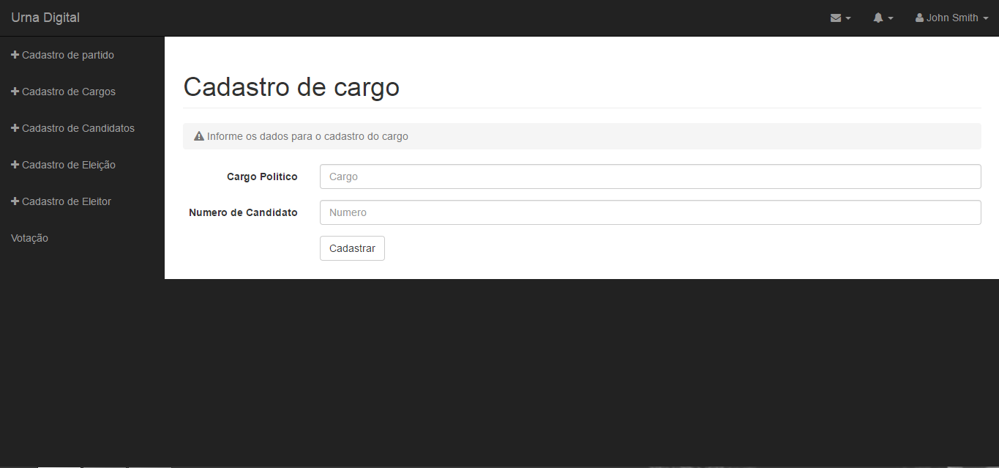 Urna Digital
John Smith
Cadastro de partido
Cadastro de Cargos
Cadastro de Candidatos
Cadastro de Eleição
Cadastro de Eleitor
Votação
Cadastro de cargo
Informe os dados para o cadastro do cargo
Cargo Politico
Cargo
Numero de Candidato
Numero
Cadastrar